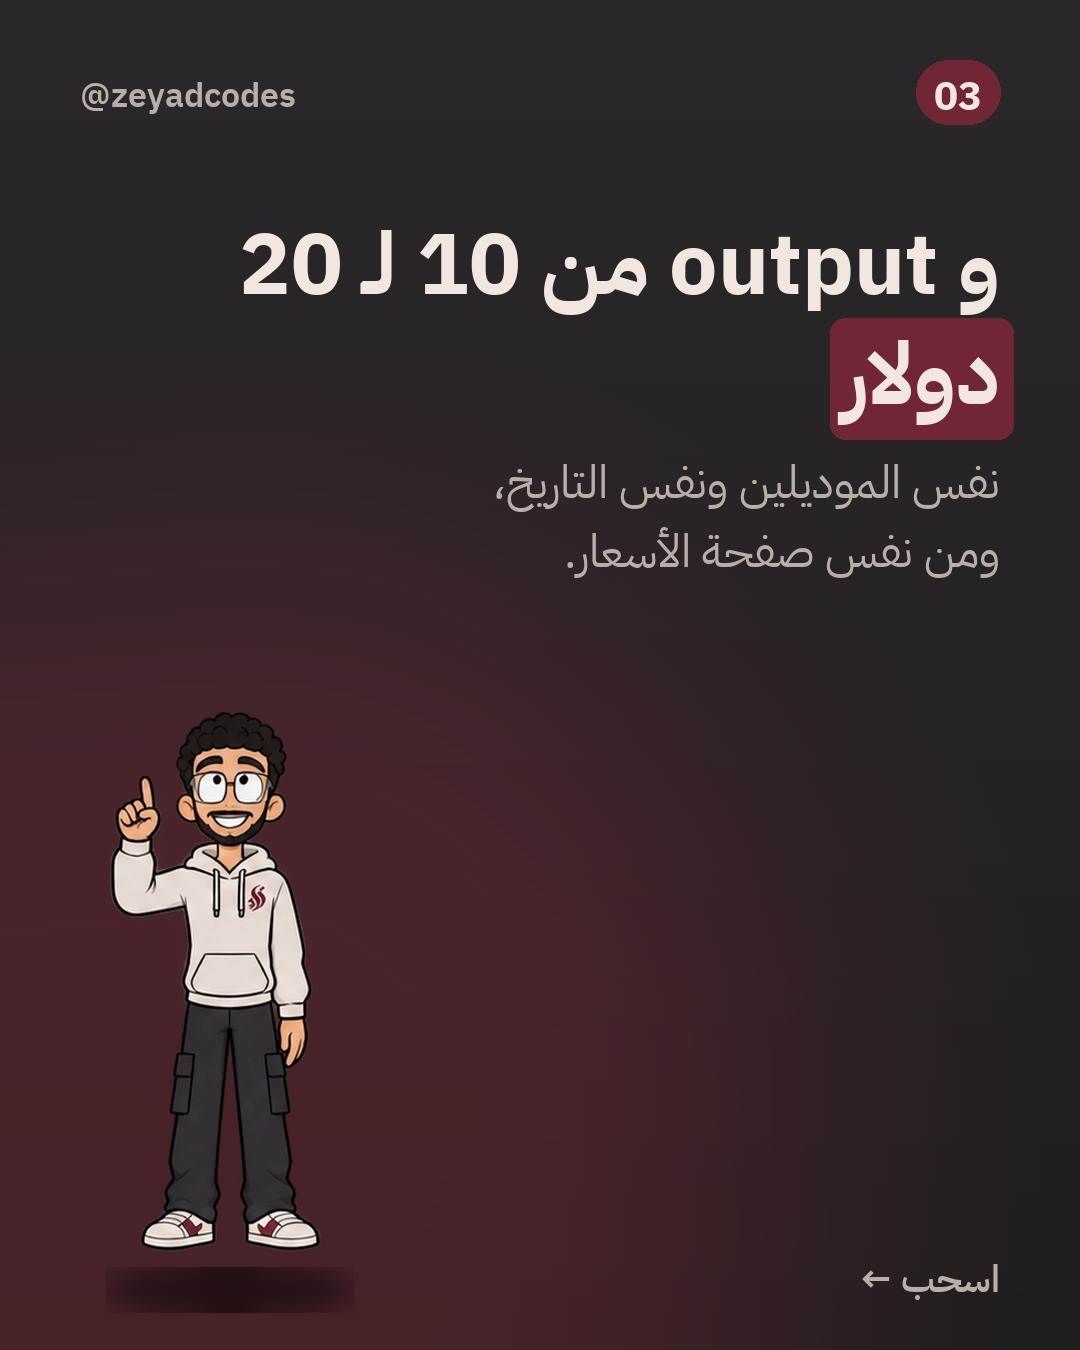 @zeyadcodes
03
و output من 10 لـ 20
دولار
نفس الموديلين ونفس التاريخ،
ومن نفس صفحة الأسعار.
اسحب ←